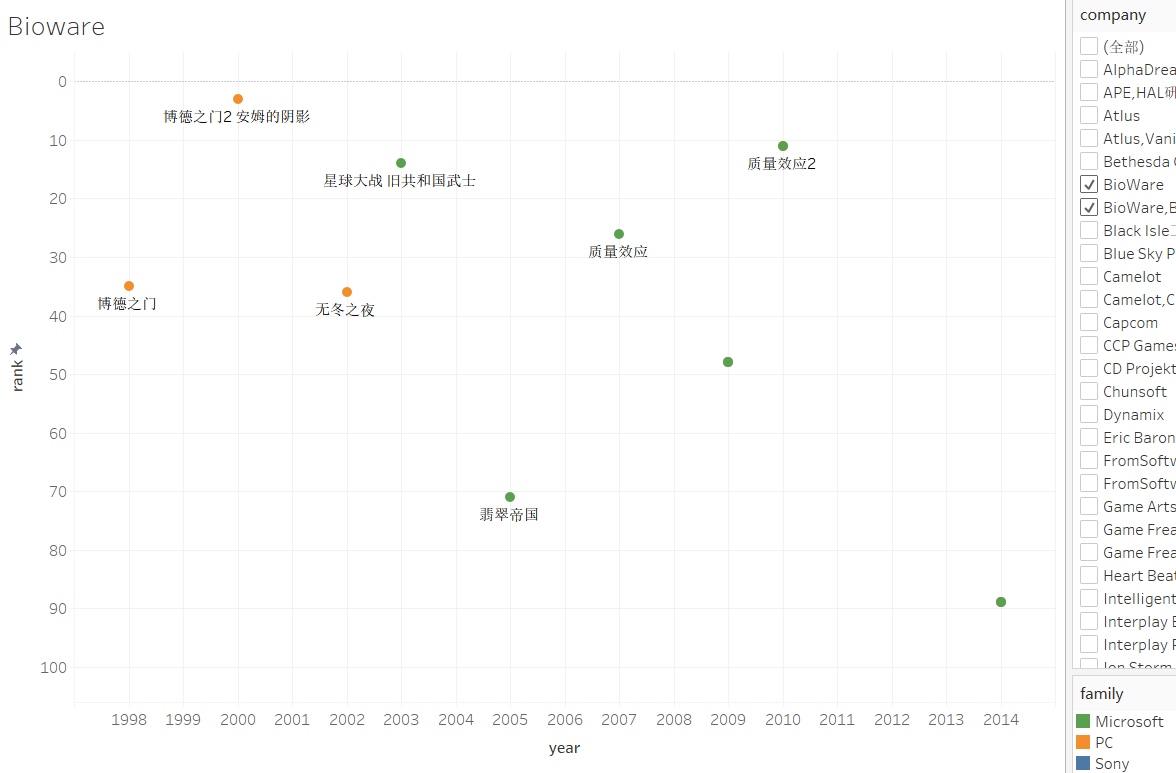 Bioware
0
10
20
30
40
50
60
70
80
90
100
rank
博德之门2 安姆的阴影
星球大战 旧共和国武士
质量效应2
质量效应
博德之门
无冬之夜
翡翠帝国
1998 1999 2000 2001 2002 2003 2004 2005 2006 2007 2008 2009 2010 2011 2012 2013 2014
year
company
(全部)
AlphaDrea
APE,HAL研
Atlus
Atlus,Vani
Bethesda
BioWare
BioWare,B
Black Isle
Blue Sky P
Camelot
Camelot,C
Capcom
CCP Games
CD Projekt
Chunsoft
Dynamix
Eric Baron
FromSoftw
FromSoftw
Game Arts
Game Frea
Game Frea
Heart Beat
Intelligent
Interplay E
Interplay P
Ion Storm
family
Microsoft
PC
Sony